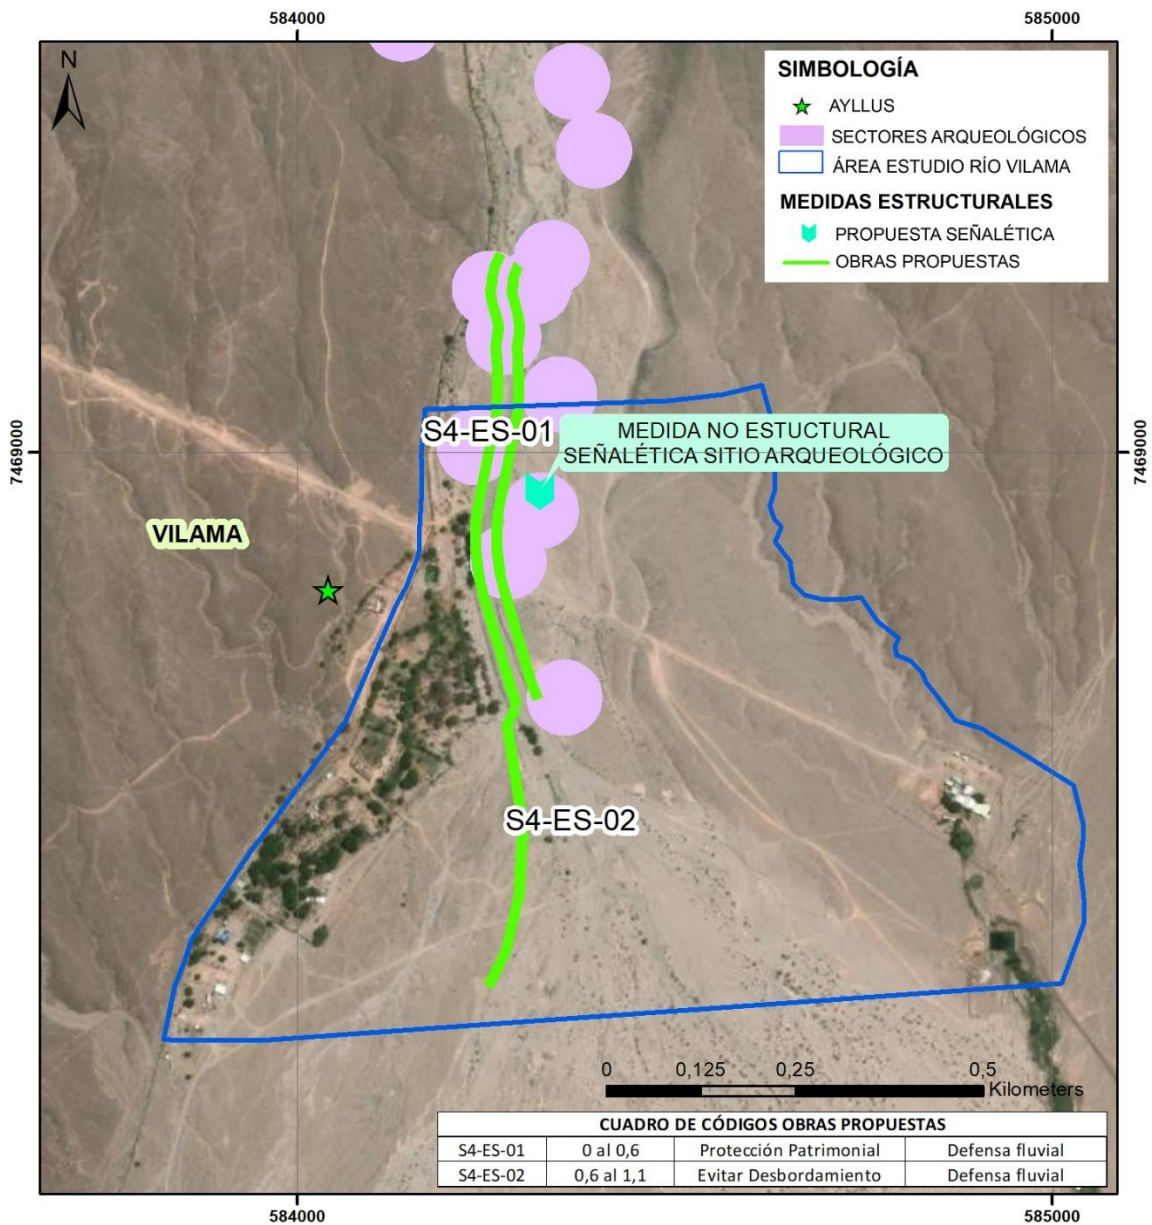 584000
585000
N
SIMBOLOGÍA
AYLLUS
SECTORES ARQUEOLÓGICOS
ÁREA ESTUDIO RÍO VILAMA
MEDIDAS ESTRUCTURALES
PROPUESTA SEÑALÉTICA
OBRAS PROPUESTAS
7469000
7469000
S4-ES-01
MEDIDA NO ESTUCTURAL
SEÑALÉTICA SITIO ARQUEOLÓGICO
VILAMA
S4-ES-02
0 0,125 0,25 0,5
Kilometers
CUADRO DE CÓDIGOS OBRAS PROPUESTAS
S4-ES-01 0 al 0,6 Protección Patrimonial Defensa fluvial
S4-ES-02 0,6 al 1,1 Evitar Desbordamiento Defensa fluvial
584000
585000